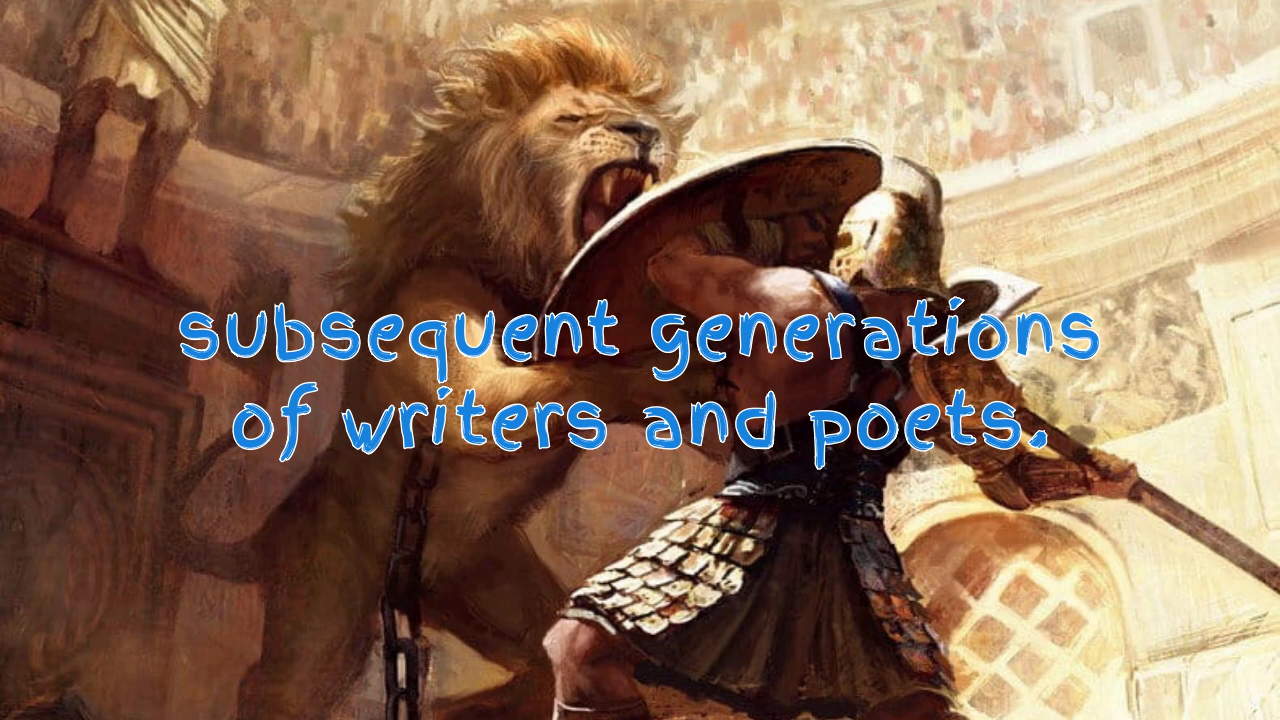 subsequent generations
of writers and poets.